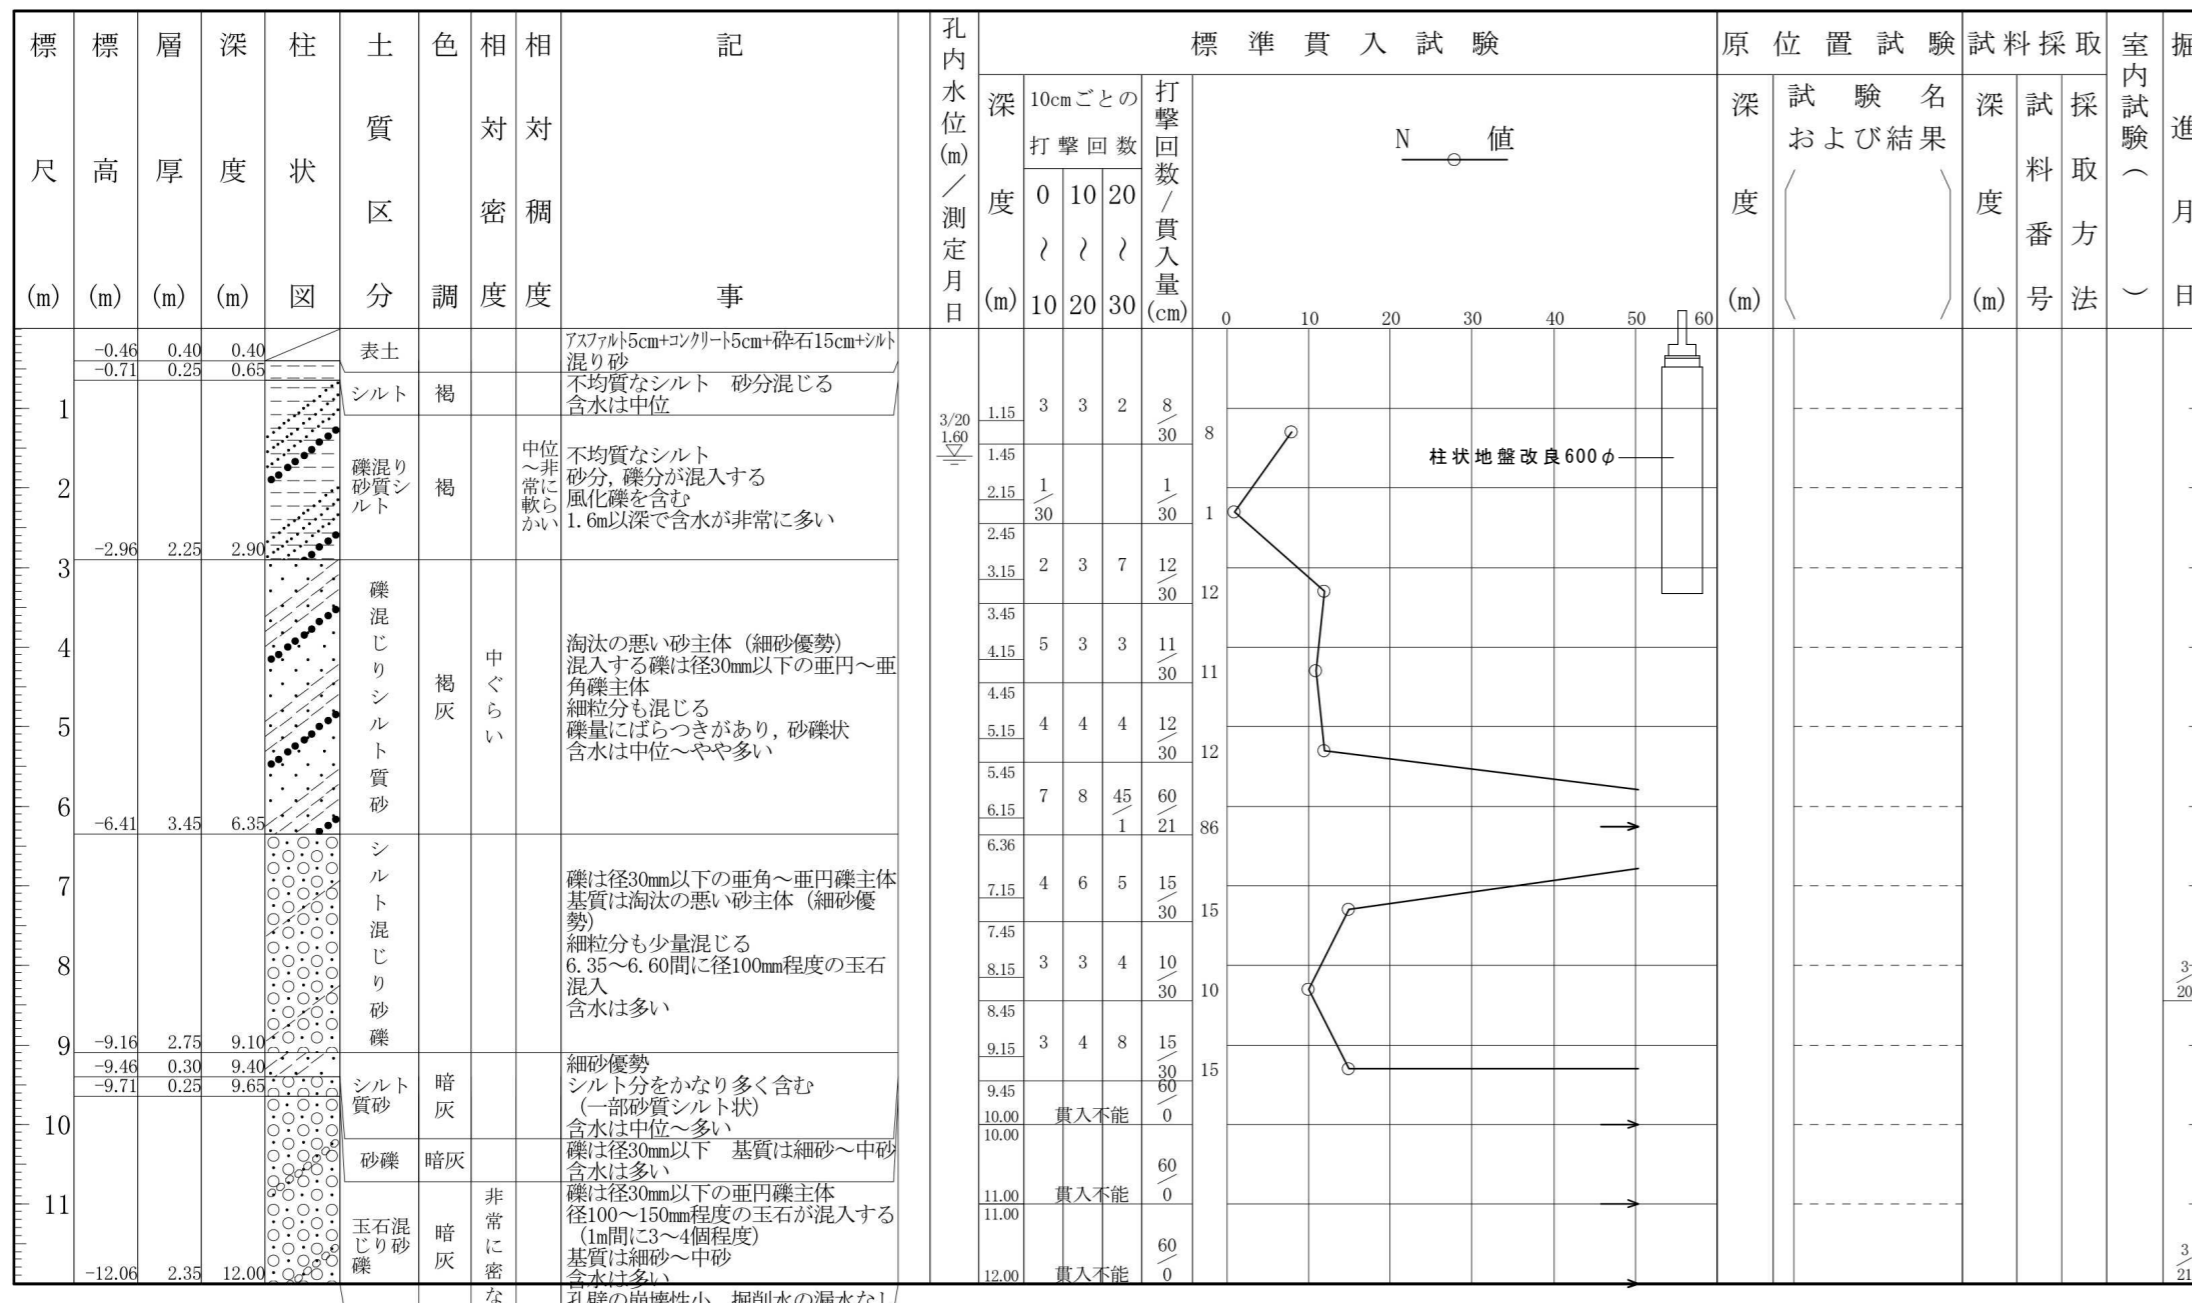 標尺(m)
標高(m)
層厚(m)
深度(m)
柱状図
土質区分
色調
相対密度
相対稠度
記事
孔内水位(m)/測定月日
標準貫入試験
深度(m)
10cmごとの
打撃回数
0〜10
10〜20
20〜30
打撃回数/貫入量(cm)
N 値
0 10 20 30 40 50 60
原位置試験
深度(m)
試験名
および結果
試料採取
深度(m)
試料番号
採取方法
室内試験( )
掘進月日
1
2
3
4
5
6
7
8
9
10
11
-0.46 0.40 0.40
表土
アスファルト5cm+コンクリート5cm+砕石15cm+シルト
混り砂
-0.71 0.25 0.65
シルト
褐
不均質なシルト 砂分混じる
含水は中位
-2.96 2.25 2.90
礫混り
砂質シ
ルト
褐
中位
〜非
常に
軟ら
かい
不均質なシルト
砂分,礫分が混入する
風化礫を含む
1.6m以深で含水が非常に多い
-6.41 3.45 6.35
礫混じりシルト質砂
褐灰
中ぐらい
淘汰の悪い砂主体(細砂優勢)
混入する礫は径30mm以下の亜円〜亜
角礫主体
細粒分も混じる
礫量にばらつきがあり,砂礫状
含水は中位〜やや多い
-9.16 2.75 9.10
シルト混じり砂礫
礫は径30mm以下の亜角〜亜円礫主体
基質は淘汰の悪い砂主体(細砂優
勢)
細粒分も少量混じる
6.35〜6.60間に径100mm程度の玉石
混入
含水は多い
-9.46 0.30 9.40
シルト
質砂
暗灰
細砂優勢
シルト分をかなり多く含む
(一部砂質シルト状)
含水は中位〜多い
-9.71 0.25 9.65
砂礫
暗灰
礫は径30mm以下 基質は細砂〜中砂
含水は多い
-12.06 2.35 12.00
玉石混
じり砂
礫
暗灰
非常に密な
礫は径30mm以下の亜円礫主体
径100〜150mm程度の玉石が混入する
(1m間に3〜4個程度)
基質は細砂〜中砂
含水は多い
孔壁の崩壊性小 掘削水の漏水なし
3/20
1.60
1.15 3 3 2 8/30 8
1.45
2.15 1/30 1/30 1
2.45
3.15 2 3 7 12/30 12
3.45
4.15 5 3 3 11/30 11
4.45
5.15 4 4 4 12/30 12
5.45
6.15 7 8 45/1 60/21 86
6.36
7.15 4 6 5 15/30 15
7.45
8.15 3 3 4 10/30 10
8.45
9.15 3 4 8 15/30 15
9.45
10.00 貫入不能 60/0
10.00
11.00 貫入不能 60/0
11.00
12.00 貫入不能 60/0
柱状地盤改良600φ
3/20
3/21